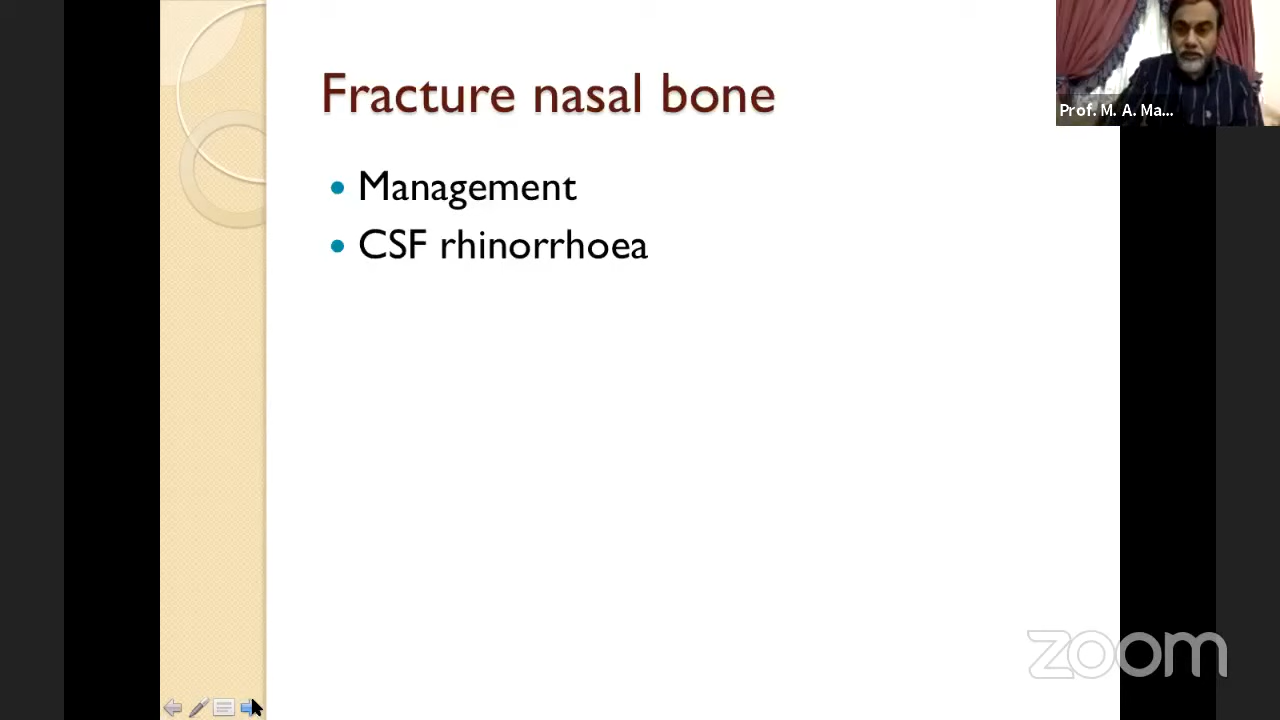 Fracture nasal bone
Prof. M. A. Ma...
• Management
• CSF rhinorrhoea
zoom